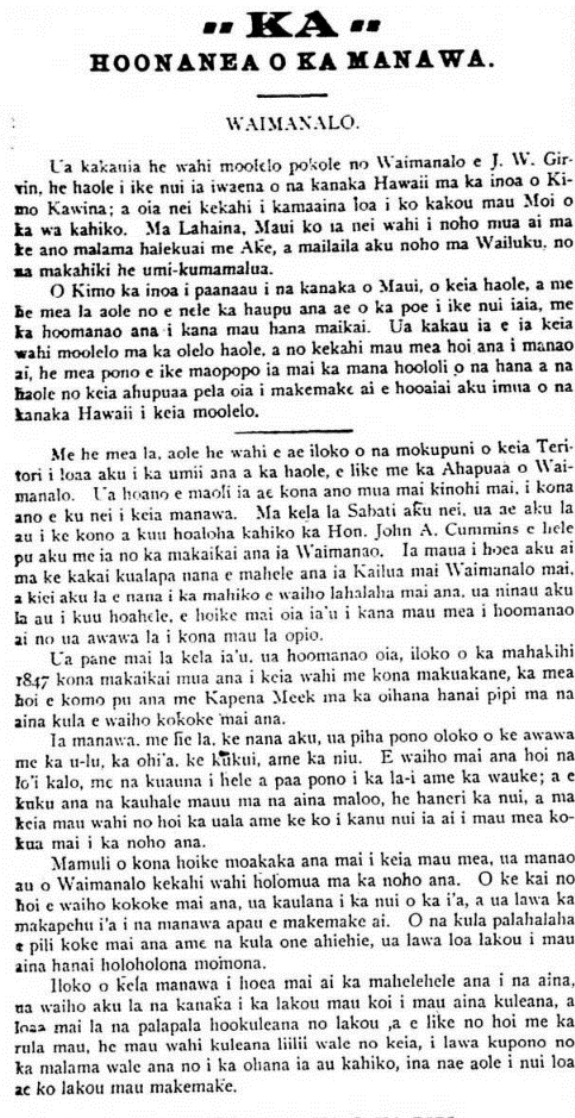 KA
HOONANEA O KA MANAWA.
WAIMANALO.
Ua kakauia he wahi moolelo pokole no Waimanalo e J. W. Gir-
vin, he haole i ike nui ia iwaena o na kanaka Hawaii ma ka inoa o Ki-
mo Kawina; a oia nei kekahi i kamaaina loa i ko kakou mau Moi o
ka wa kahiko. Ma Lahaina, Maui ko ia nei wahi i noho mua ai ma
ke ano malama halekuai me Ake, a mailaila aku noho ma Wailuku, no
na makahiki he umi-kumamalua.
O Kimo ka inoa i paanaau i na kanaka o Maui, o keia haole, a me
he mea la aole no e nele ka haupu ana ae o ka poe i ike nui iaia, me
ka hoomanao ana i kana mau hana maikai. Ua kakau ia e ia keia
wahi moolelo ma ka olelo haole, a no kekahi mau mea hoi ana i manao
ai, he mea pono e ike maopopo ia mai ka mana hoololi o na hana a na
haole no keia ahupuaa pela oia i makemake ai e hooaiai aku imua o na
kanaka Hawaii i keia moolelo.
Me he mea la, aole he wahi e ae iloko o na mokupuni o keia Teri-
tori i loaa aku i ka umii ana a ka haole, e like me ka Ahapuaa o Wai-
manalo. Ua hoano e maoli ia ae kona ano mua mai kinohi mai, i kona
ano e ku nei i keia manawa. Ma kela la Sabati aku nei, ua ae aku la
au i ke kono a kuu hoaloha kahiko ka Hon. John A. Cummins e hele
pu aku me ia no ka makaikai ana ia Waimanao. Ia maua i hoea aku ai
ma ke kakai kualapa nana e mahele ana ia Kailua mai Waimanalo mai,
a kiei aku la e nana i ka mahiko e waiho lahalaha mai ana, ua ninau aku
la au i kuu hoahele, e hoike mai oia ia'u i kana mau mea i hoomanao
ai no ua awawa la i kona mau la opio.
Ua pane mai la kela ia'u, ua hoomanao oia, iloko o ka mahakihi
1847 kona makaikai mua ana i keia wahi me kona makuakane, ka mea
hoi e komo pu ana me Kapena Meek ma ka oihana hanai pipi ma na
aina kula e waiho kokoke mai ana.
Ia manawa, me he la, ke nana aku, ua piha pono oloko o ke awawa
me ka u-lu, ka ohi'a, ke kukui, ame ka niu. E waiho mai ana hoi na
lo'i kalo, me na kuauna i hele a paa pono i ka la-i ame ka wauke; a e
kuku ana na kauhale mauu ma na aina maloo, he haneri ka nui, a ma
keia mau wahi no hoi ka uala ame ke ko i kanu nui ia ai i mau mea ko-
kua mai i ka noho ana.
Mamuli o kona hoike moakaka ana mai i keia mau mea, ua manao
au o Waimanalo kekahi wahi holomua ma ka noho ana. O ke kai no
hoi e waiho kokoke mai ana, ua kaulana i ka nui o ka i'a, a ua lawa ka
makapehu i'a i na manawa apau e makemake ai. O na kula palahalaha
e pili koke mai ana ame na kula one ahiehie, ua lawa loa lakou i mau
aina hanai holoholona momona.
Iloko o kela manawa i hoea mai ai ka mahelehele ana i na aina,
ua waiho aku la na kanaka i ka lakou mau koi i mau aina kuleana, a
loaa mai la na palapala hookuleana no lakou ,a e like no hoi me ka
rula mau, he mau wahi kuleana liilii wale no keia, i lawa kupono no
ka malama wale ana no i ka ohana ia au kahiko, ina nae aole i nui loa
ae ko lakou mau makemake.